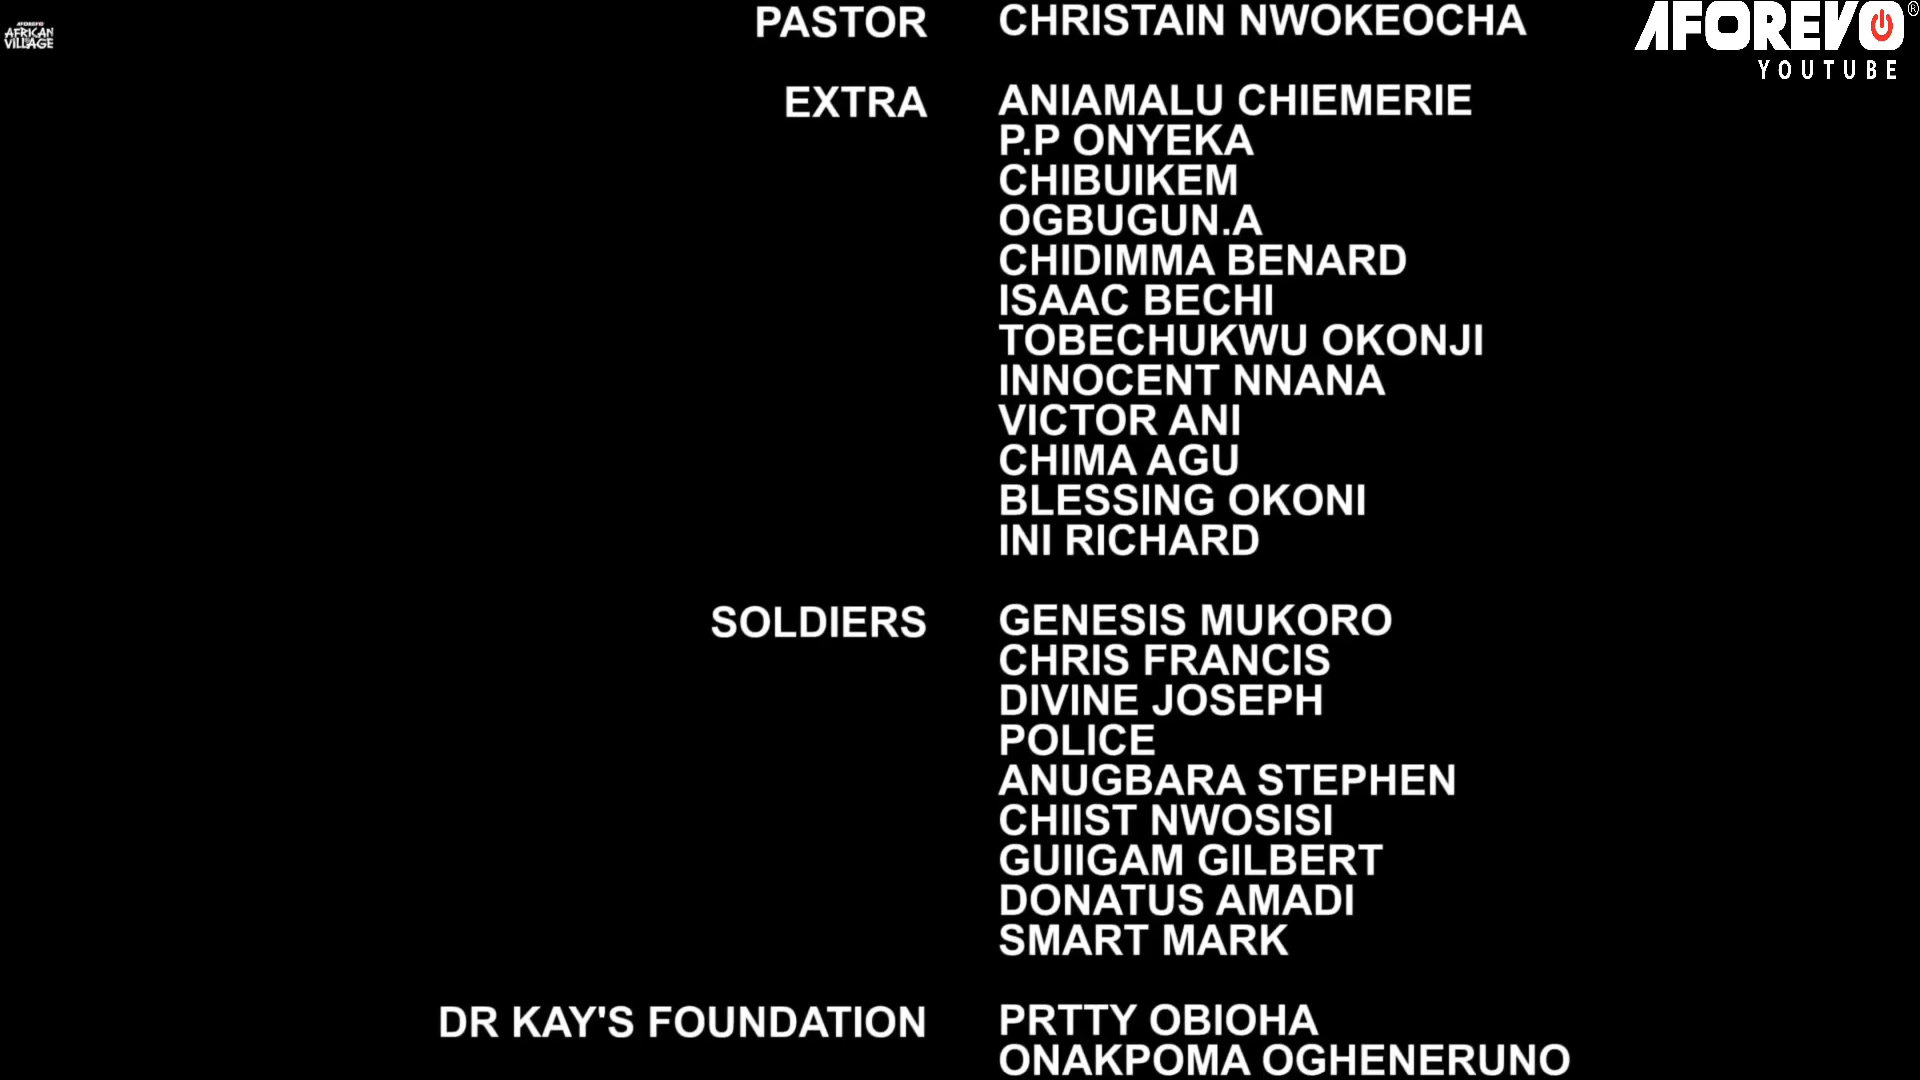 AFOREVO
AFRICAN
VILLAGE
AFOREVO®
YOUTUBE
PASTOR CHRISTAIN NWOKEOCHA
EXTRA ANIAMALU CHIEMERIE
P.P ONYEKA
CHIBUIKEM
OGBUGUN.A
CHIDIMMA BENARD
ISAAC BECHI
TOBECHUKWU OKONJI
INNOCENT NNANA
VICTOR ANI
CHIMA AGU
BLESSING OKONI
INI RICHARD
SOLDIERS GENESIS MUKORO
CHRIS FRANCIS
DIVINE JOSEPH
POLICE
ANUGBARA STEPHEN
CHIIST NWOSISI
GUIIGAM GILBERT
DONATUS AMADI
SMART MARK
DR KAY'S FOUNDATION PRTTY OBIOHA
ONAKPOMA OGHENERUNO